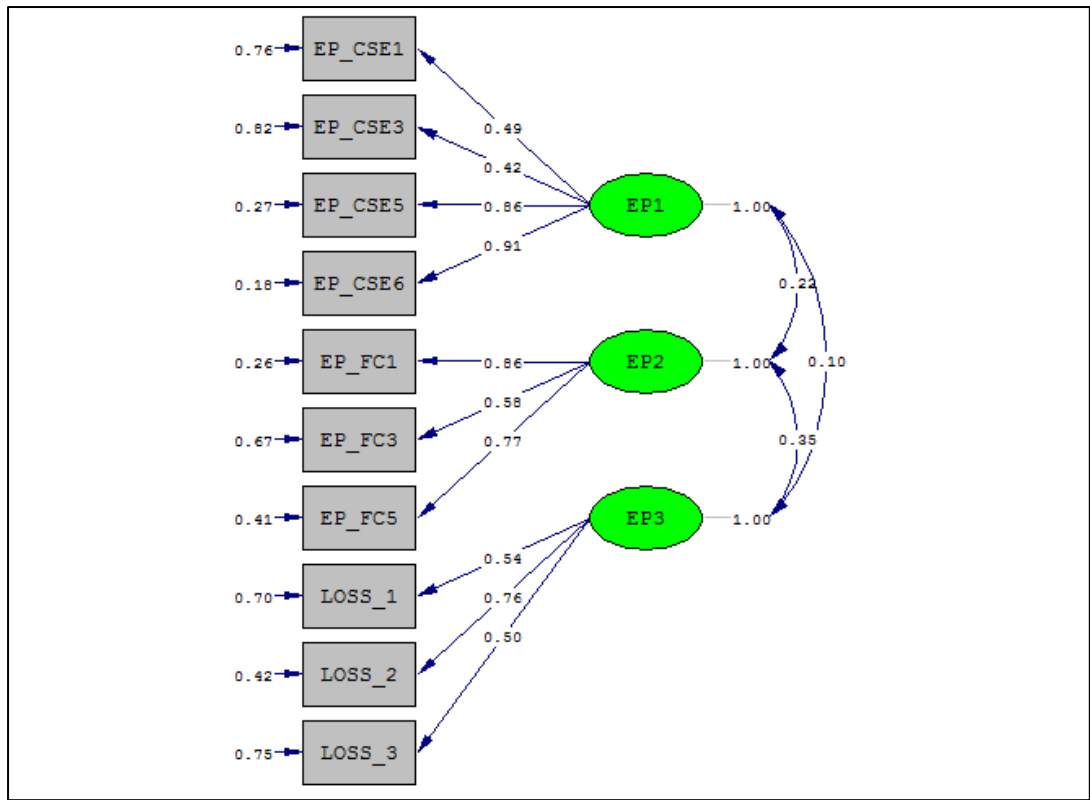 0.76 EP_CSE1
0.49
0.82 EP_CSE3
0.42
0.27 EP_CSE5 0.86 EP1 1.00
0.91
0.18 EP_CSE6 0.22
0.26 EP_FC1 0.86 EP2 1.00 0.10
0.58
0.67 EP_FC3 0.77 0.35
0.41 EP_FC5 EP3 1.00
0.54
0.70 LOSS_1 0.76
0.50
0.42 LOSS_2
0.75 LOSS_3